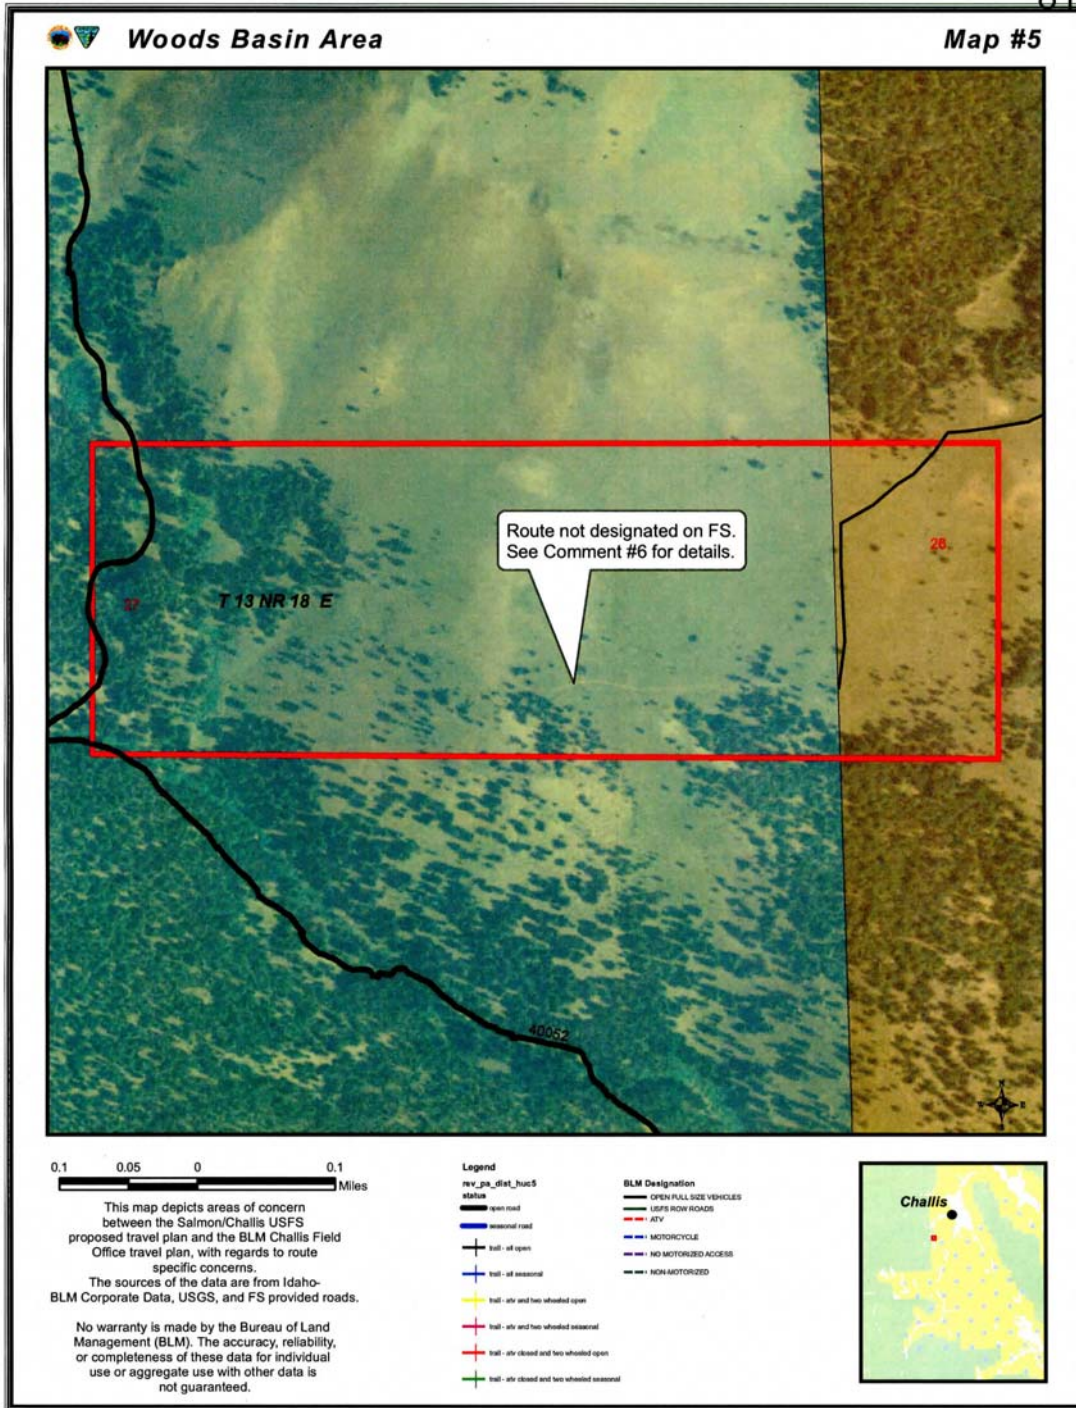 Woods Basin Area
Map #5
Route not designated on FS.
See Comment #6 for details.
26
27
T 13 NR 18 E
40052
N
W E
0.1 0.05 0 0.1
Miles
This map depicts areas of concern
between the Salmon/Challis USFS
proposed travel plan and the BLM Challis Field
Office travel plan, with regards to route
specific concerns.
The sources of the data are from Idaho-
BLM Corporate Data, USGS, and FS provided roads.
No warranty is made by the Bureau of Land
Management (BLM). The accuracy, reliability,
or completeness of these data for individual
use or aggregate use with other data is
not guaranteed.
Legend
rev_pa_dist_huc5
status
open road
seasonal road
trail - all open
trail - all seasonal
trail - atv and two wheeled open
trail - atv and two wheeled seasonal
trail - atv closed and two wheeled open
trail - atv closed and two wheeled seasonal
BLM Designation
OPEN FULL SIZE VEHICLES
USFS ROW ROADS
ATV
MOTORCYCLE
NO MOTORIZED ACCESS
NON-MOTORIZED
Challis